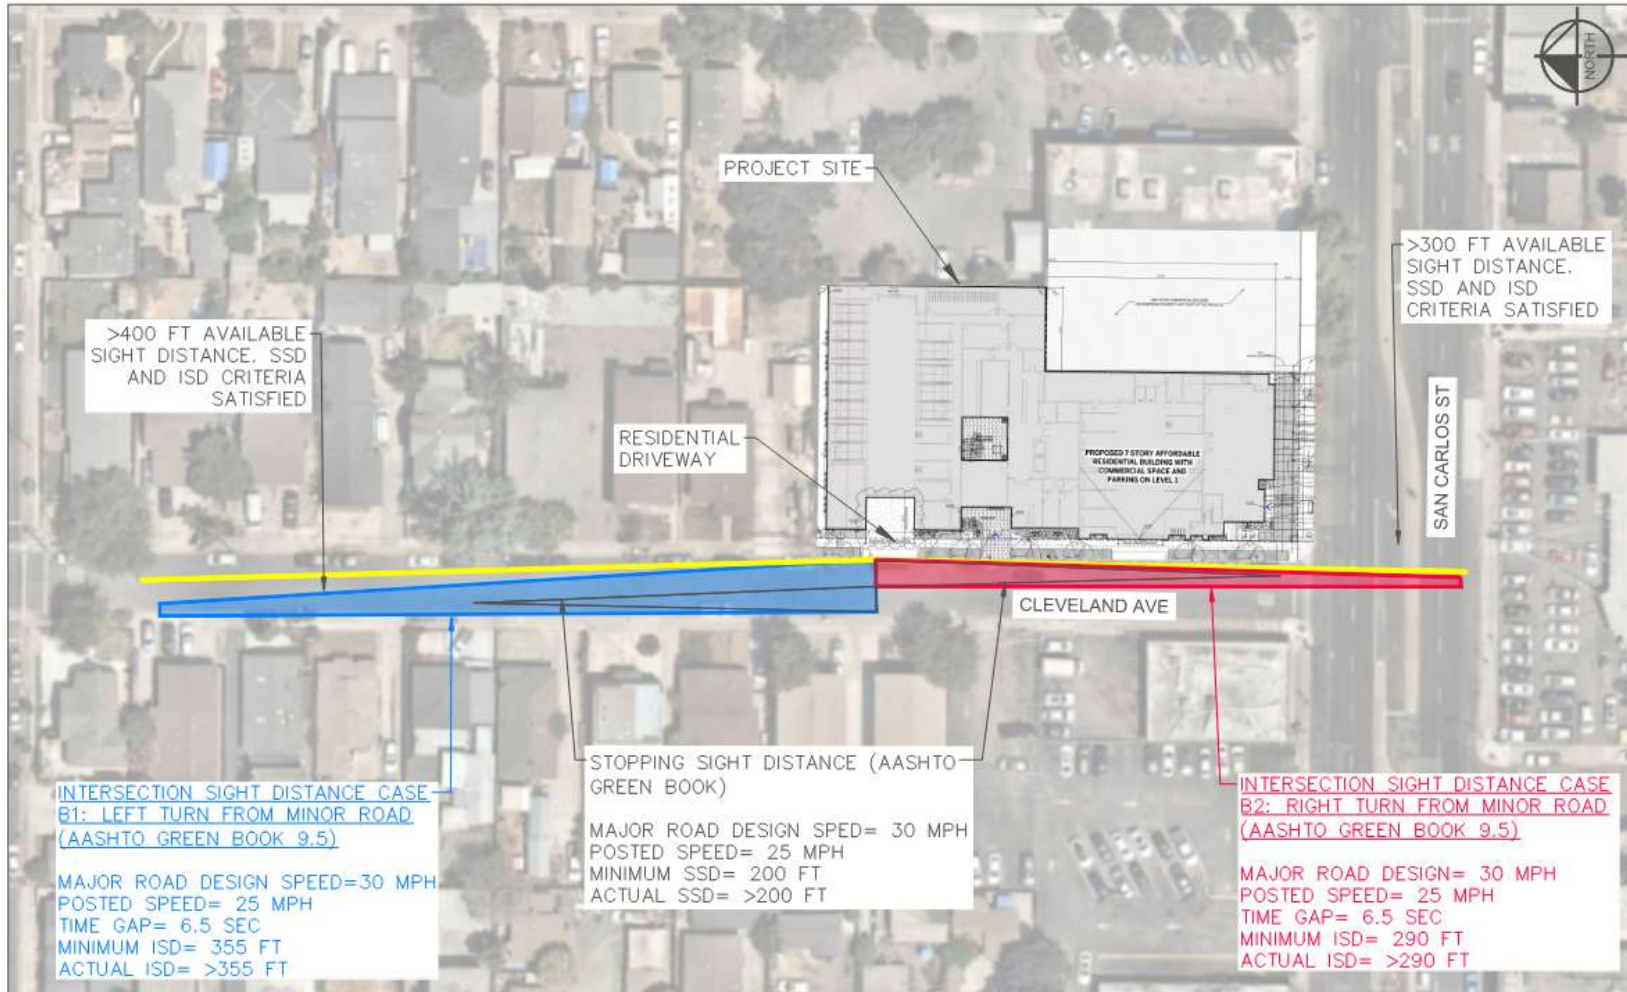 NORTH
PROJECT SITE
>300 FT AVAILABLE
SIGHT DISTANCE.
SSD AND ISD
CRITERIA SATISFIED
>400 FT AVAILABLE
SIGHT DISTANCE. SSD
AND ISD CRITERIA
SATISFIED
RESIDENTIAL
DRIVEWAY
PROPOSED 7 STORY AFFORDABLE
RESIDENTIAL BUILDING WITH
COMMERCIAL SPACE AND
PARKING ON LEVEL 1
SAN CARLOS ST
CLEVELAND AVE
INTERSECTION SIGHT DISTANCE CASE
B1: LEFT TURN FROM MINOR ROAD
(AASHTO GREEN BOOK 9.5)
MAJOR ROAD DESIGN SPEED=30 MPH
POSTED SPEED= 25 MPH
TIME GAP= 6.5 SEC
MINIMUM ISD= 355 FT
ACTUAL ISD= >355 FT
STOPPING SIGHT DISTANCE (AASHTO
GREEN BOOK)
MAJOR ROAD DESIGN SPED= 30 MPH
POSTED SPEED= 25 MPH
MINIMUM SSD= 200 FT
ACTUAL SSD= >200 FT
INTERSECTION SIGHT DISTANCE CASE
B2: RIGHT TURN FROM MINOR ROAD
(AASHTO GREEN BOOK 9.5)
MAJOR ROAD DESIGN= 30 MPH
POSTED SPEED= 25 MPH
TIME GAP= 6.5 SEC
MINIMUM ISD= 290 FT
ACTUAL ISD= >290 FT